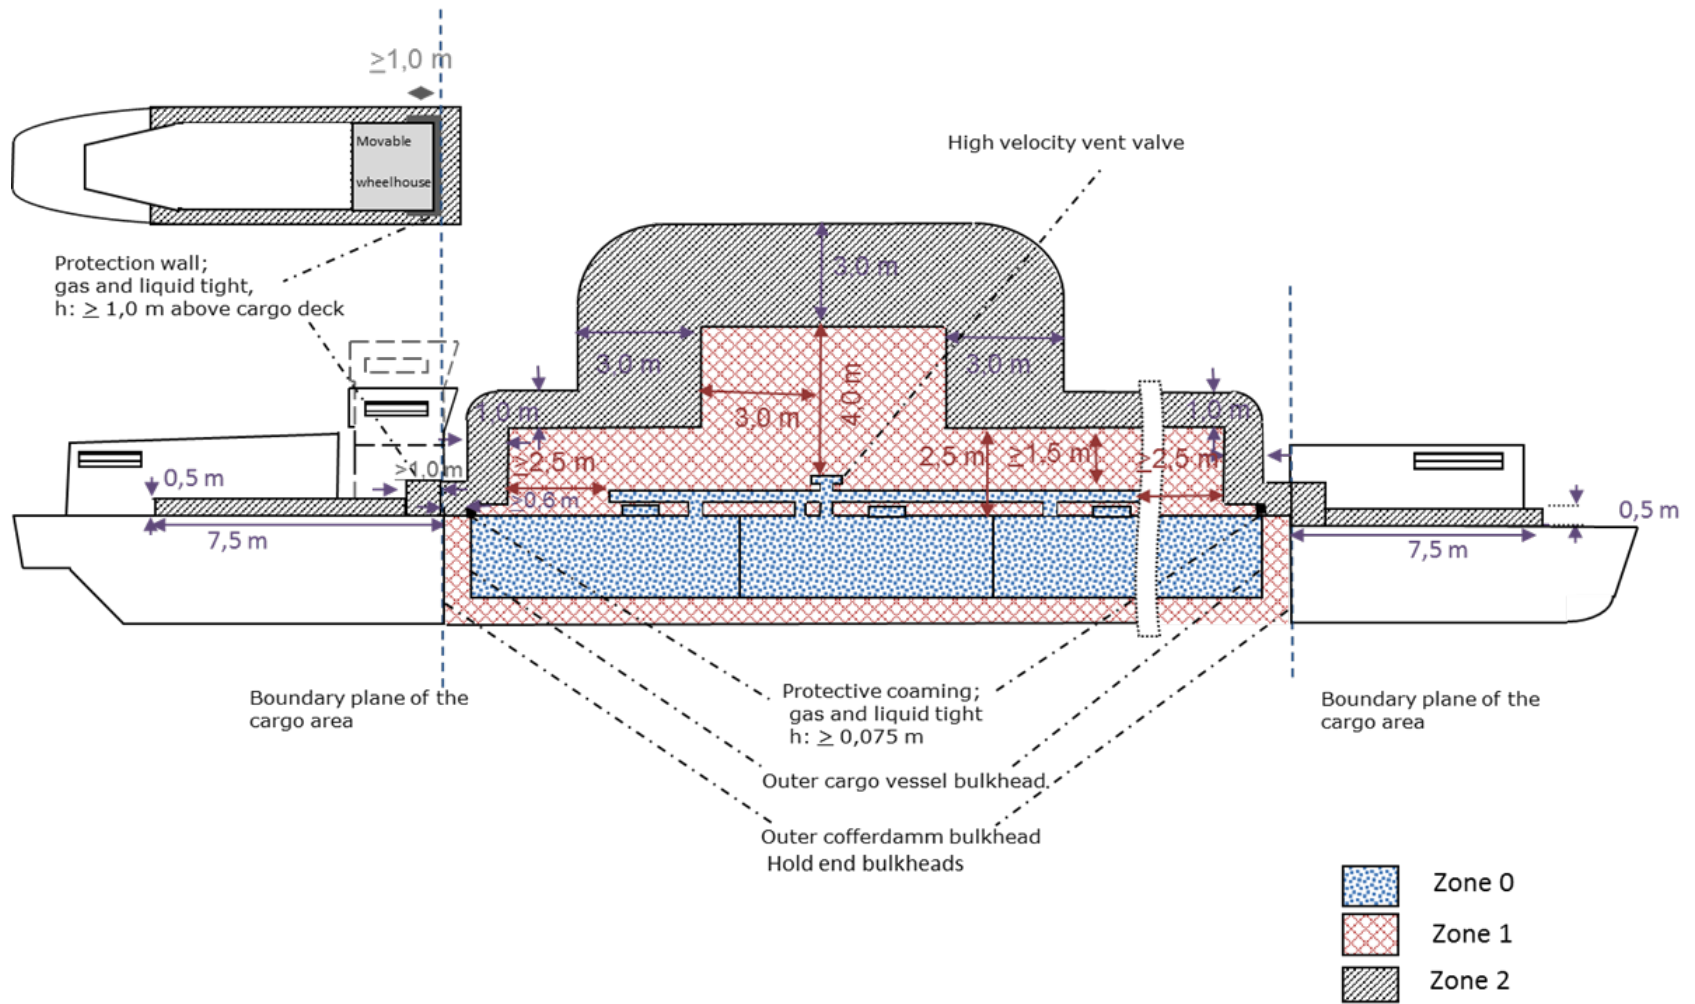 ≥1,0 m
Movable
wheelhouse
High velocity vent valve
Protection wall;
gas and liquid tight,
h: ≥ 1,0 m above cargo deck
3.0 m
3,0 m
3,0 m
3,0 m
4,0 m
1,0 m
1,0 m
≥2,5 m
2,5 m
≥1,5 m
≥2,5 m
≥1,0 m
≥0,6 m
0,5 m
7,5 m
0,5 m
7,5 m
Boundary plane of the
cargo area
Protective coaming;
gas and liquid tight
h: ≥ 0,075 m
Boundary plane of the
cargo area
Outer cargo vessel bulkhead
Outer cofferdamm bulkhead
Hold end bulkheads
Zone 0
Zone 1
Zone 2